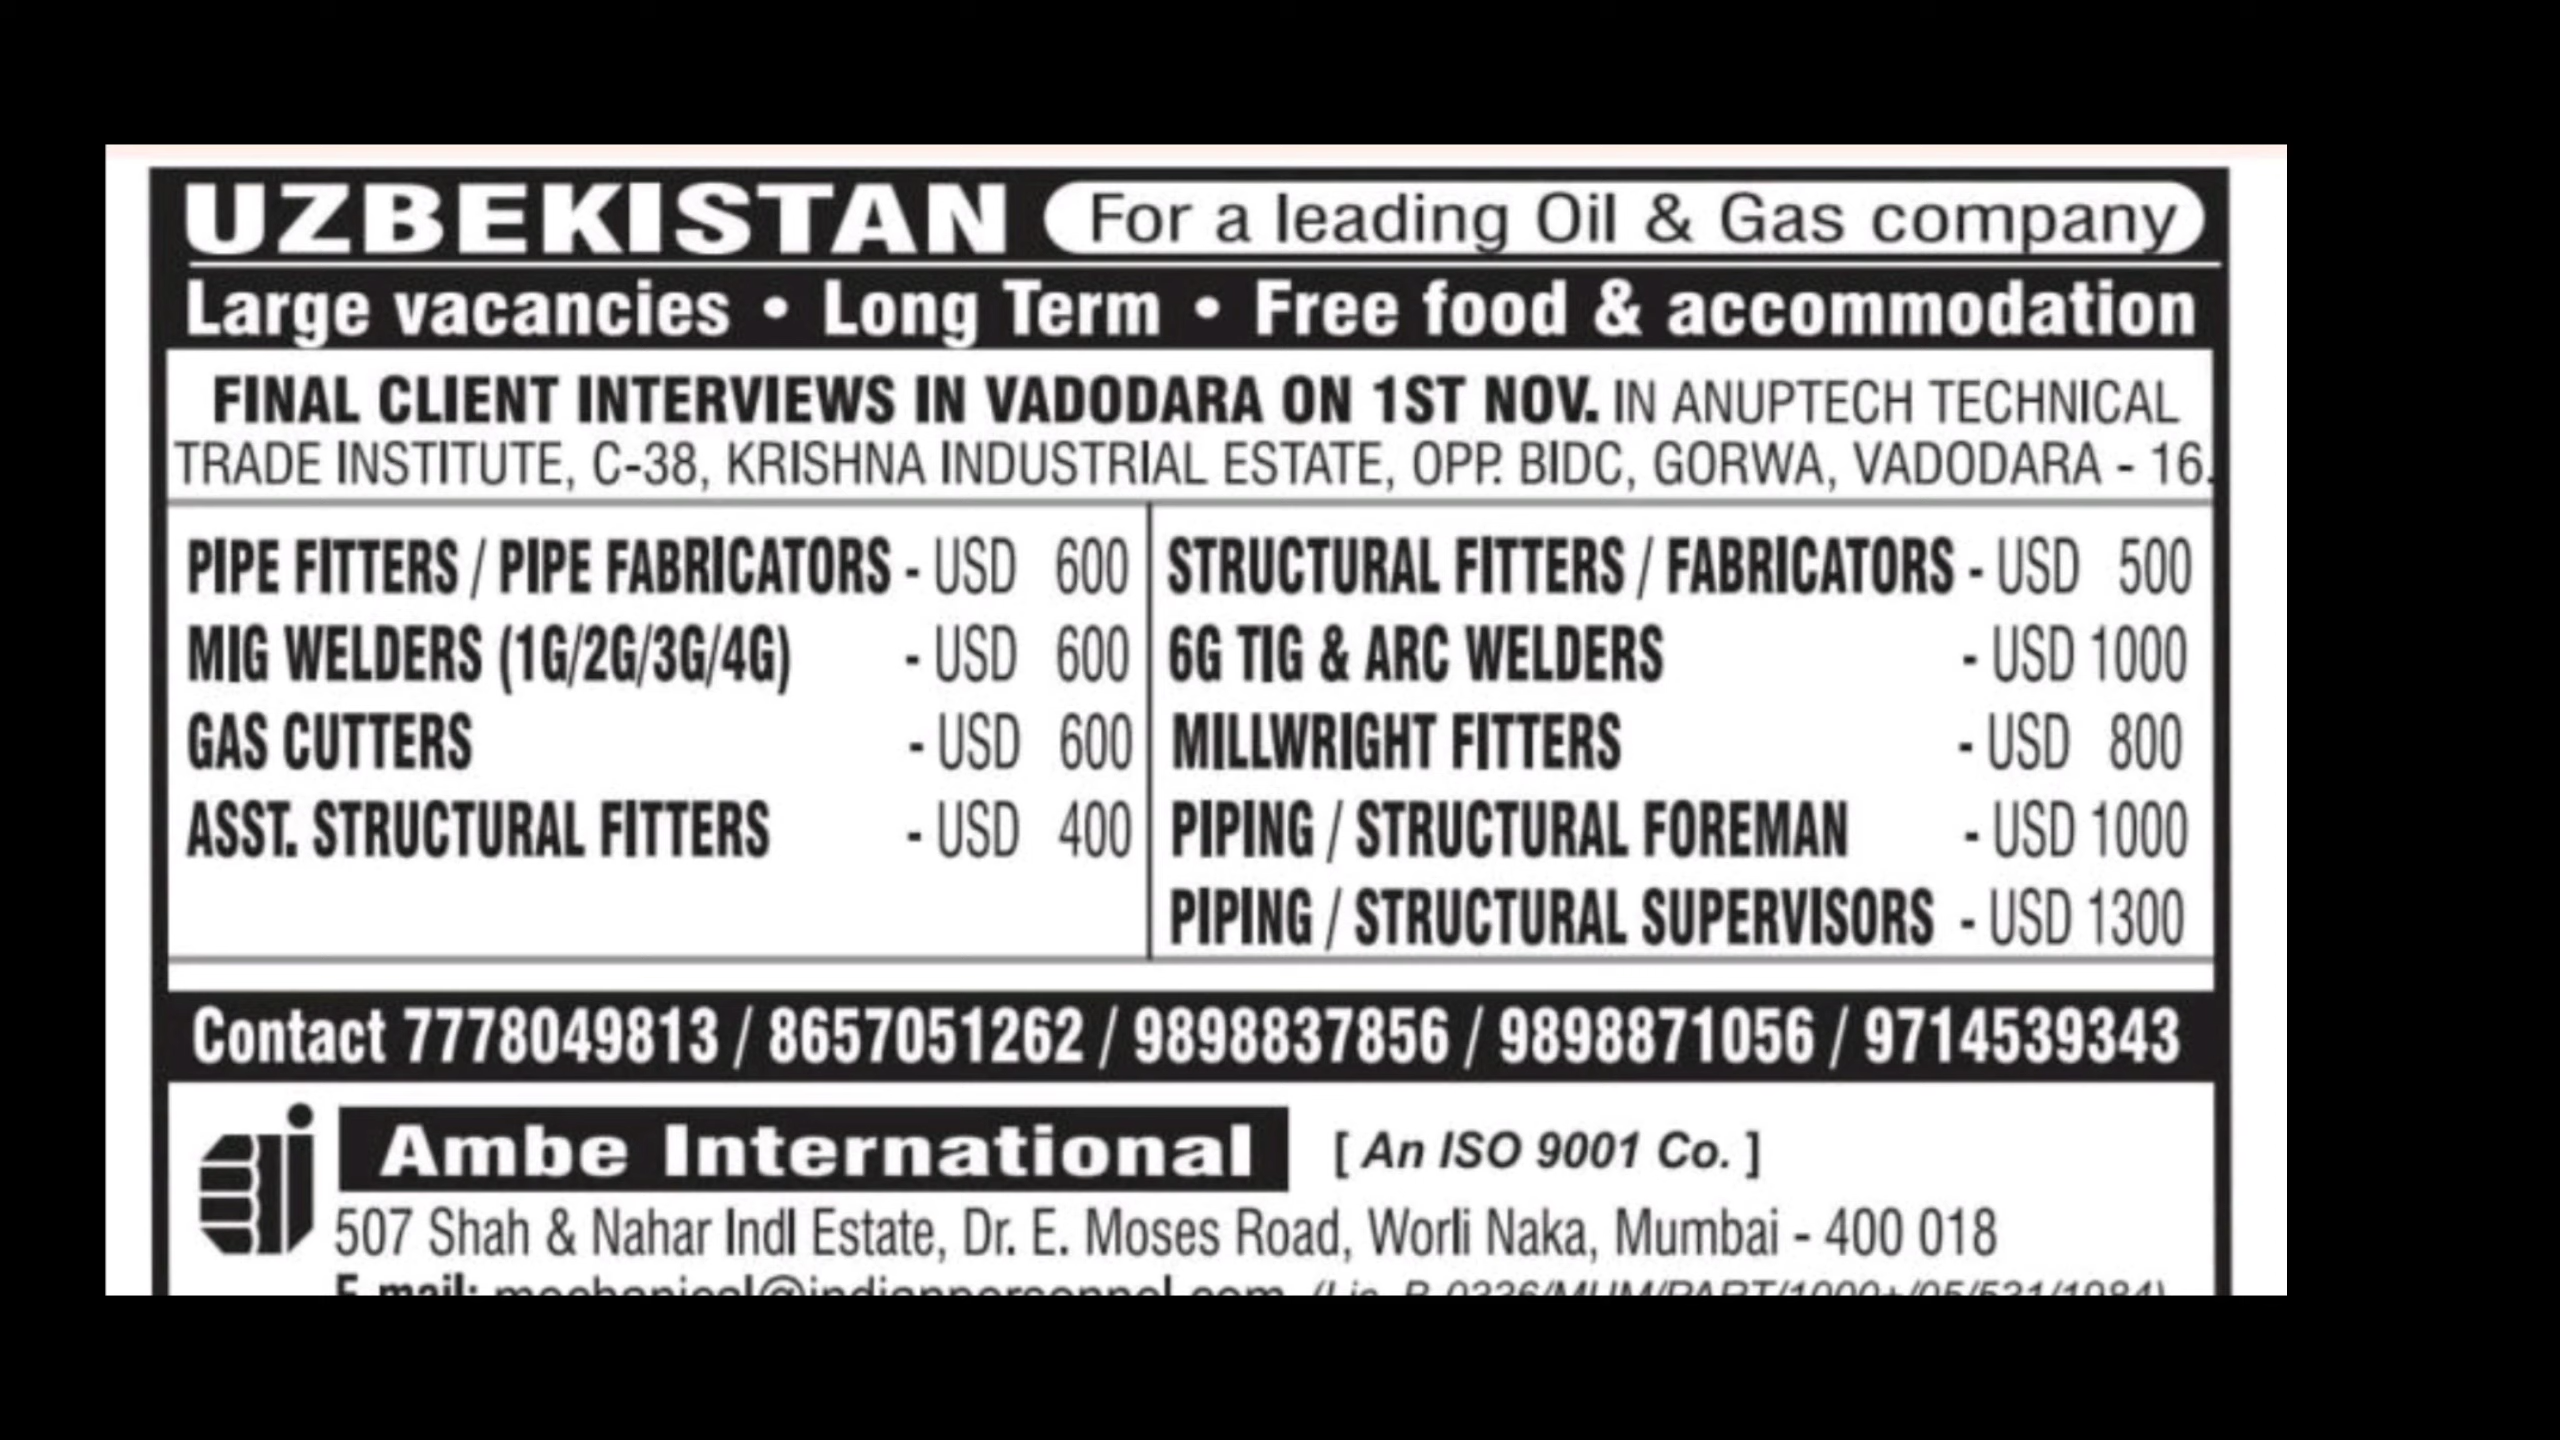 UZBEKISTAN For a leading Oil & Gas company
Large vacancies • Long Term • Free food & accommodation
FINAL CLIENT INTERVIEWS IN VADODARA ON 1ST NOV. IN ANUPTECH TECHNICAL
TRADE INSTITUTE, C-38, KRISHNA INDUSTRIAL ESTATE, OPP. BIDC, GORWA, VADODARA - 16.
PIPE FITTERS / PIPE FABRICATORS - USD 600
MIG WELDERS (1G/2G/3G/4G) - USD 600
GAS CUTTERS - USD 600
ASST. STRUCTURAL FITTERS - USD 400
STRUCTURAL FITTERS / FABRICATORS - USD 500
6G TIG & ARC WELDERS - USD 1000
MILLWRIGHT FITTERS - USD 800
PIPING / STRUCTURAL FOREMAN - USD 1000
PIPING / STRUCTURAL SUPERVISORS - USD 1300
Contact 7778049813 / 8657051262 / 9898837856 / 9898871056 / 9714539343
Ambe International [ An ISO 9001 Co. ]
507 Shah & Nahar Indl Estate, Dr. E. Moses Road, Worli Naka, Mumbai - 400 018
E-mail: mechanical@indianpersonnel.com